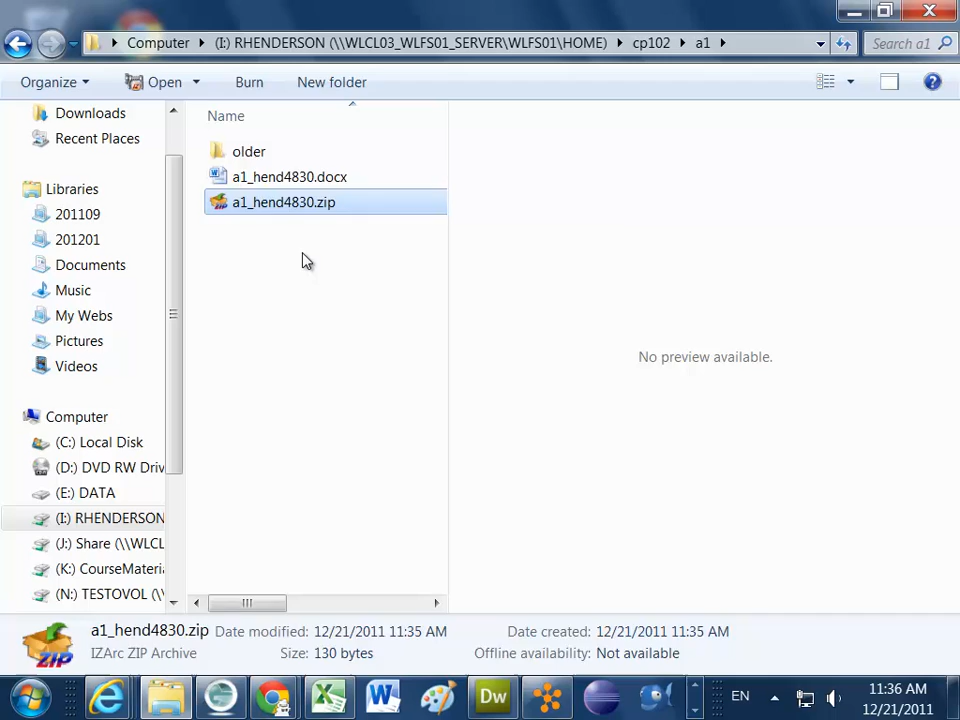 Computer
(I:) RHENDERSON (\\WLCL03_WLFS01_SERVER\WLFS01\HOME)
cp102
a1
Search a1
Organize
Open
Burn
New folder
Downloads
Recent Places
Libraries
201109
201201
Documents
Music
My Webs
Pictures
Videos
Computer
(C:) Local Disk
(D:) DVD RW Driv
(E:) DATA
(I:) RHENDERSON
(J:) Share (\\WLCL
(K:) CourseMateri
(N:) TESTOVOL (\\
Name
older
a1_hend4830.docx
a1_hend4830.zip
No preview available.
ZIP
a1_hend4830.zip Date modified: 12/21/2011 11:35 AM Date created: 12/21/2011 11:35 AM
IZArc ZIP Archive Size: 130 bytes Offline availability: Not available
Dw
EN
11:36 AM
12/21/2011